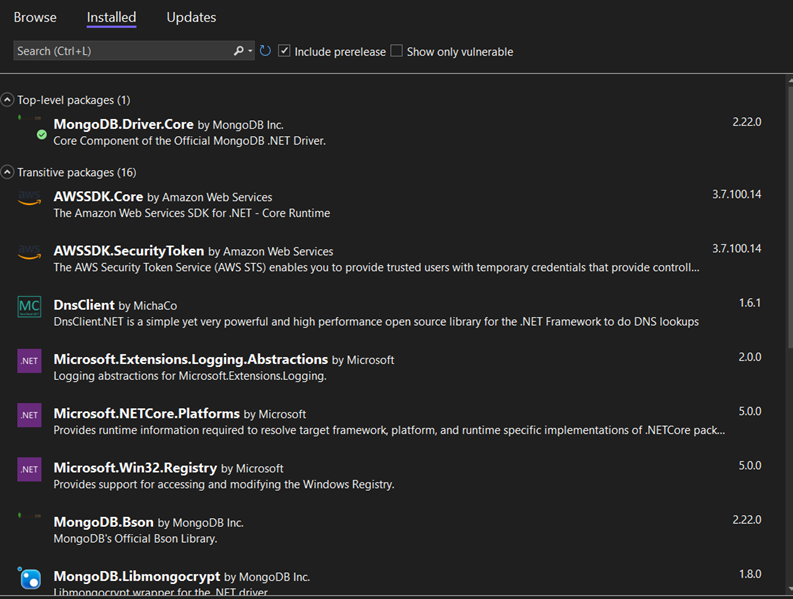 Browse Installed Updates
Search (Ctrl+L) Include prerelease Show only vulnerable
Top-level packages (1)
MongoDB.Driver.Core by MongoDB Inc. 2.22.0
Core Component of the Official MongoDB .NET Driver.
Transitive packages (16)
aws AWSSDK.Core by Amazon Web Services 3.7.100.14
The Amazon Web Services SDK for .NET - Core Runtime
aws AWSSDK.SecurityToken by Amazon Web Services 3.7.100.14
The AWS Security Token Service (AWS STS) enables you to provide trusted users with temporary credentials that provide controll...
MC DnsClient by MichaCo 1.6.1
DnsClient.NET is a simple yet very powerful and high performance open source library for the .NET Framework to do DNS lookups
.NET Microsoft.Extensions.Logging.Abstractions by Microsoft 2.0.0
Logging abstractions for Microsoft.Extensions.Logging.
.NET Microsoft.NETCore.Platforms by Microsoft 5.0.0
Provides runtime information required to resolve target framework, platform, and runtime specific implementations of .NETCore pack...
.NET Microsoft.Win32.Registry by Microsoft 5.0.0
Provides support for accessing and modifying the Windows Registry.
MongoDB.Bson by MongoDB Inc. 2.22.0
MongoDB's Official Bson Library.
MongoDB.Libmongocrypt by MongoDB Inc. 1.8.0
Libmongocrypt wrapper for the .NET driver.